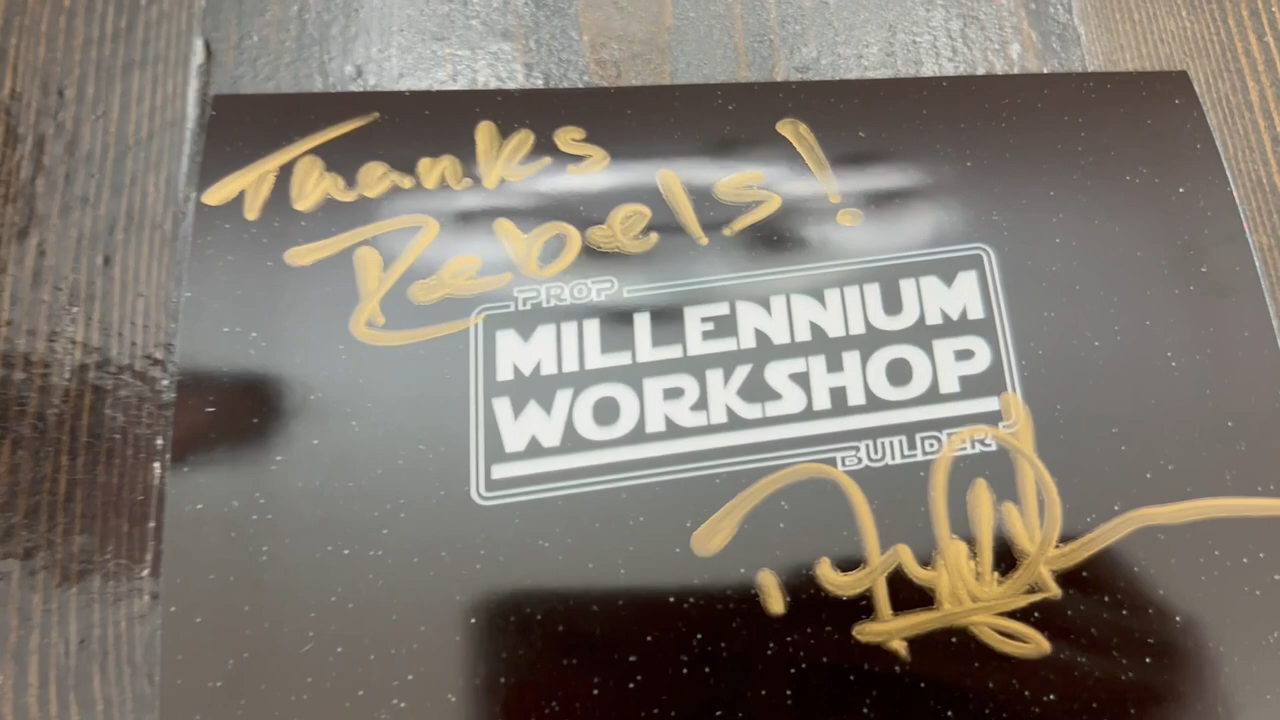 Thanks
Rebels!
PROP
MILLENNIUM
WORKSHOP
BUILDER